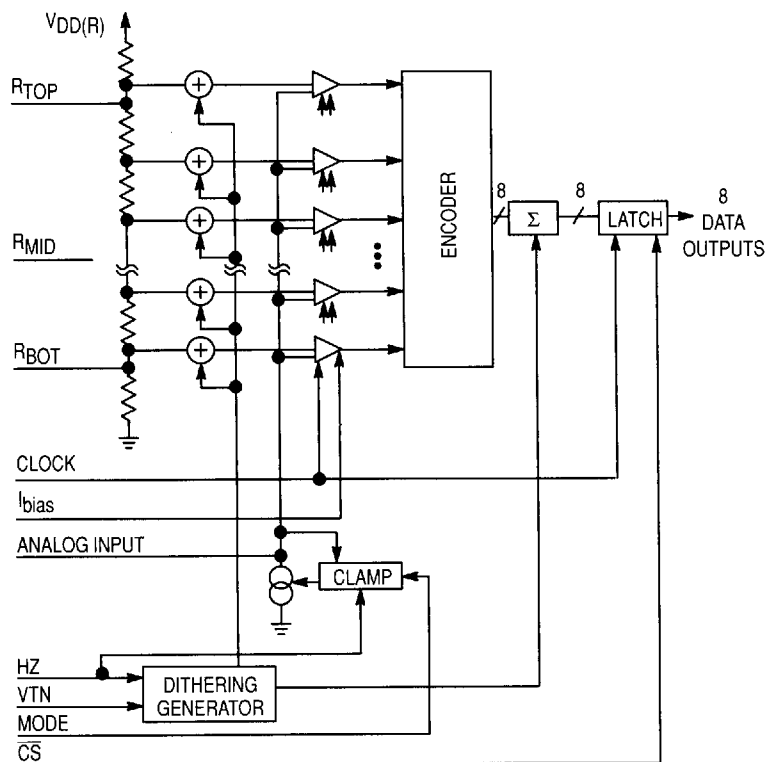 VDD(R)
RTOP
RMID
RBOT
+
+
+
+
+
ENCODER
8
Σ
8
LATCH
8
DATA
OUTPUTS
CLOCK
Ibias
ANALOG INPUT
CLAMP
HZ
VTN
MODE
CS
DITHERING
GENERATOR